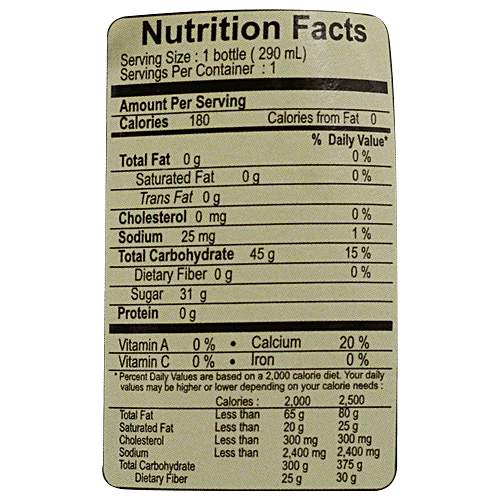 Nutrition Facts
Serving Size : 1 bottle ( 290 mL)
Servings Per Container : 1
Amount Per Serving
Calories 180 Calories from Fat 0
% Daily Value*
Total Fat 0 g 0 %
Saturated Fat 0 g 0 %
Trans Fat 0 g
Cholesterol 0 mg 0 %
Sodium 25 mg 1 %
Total Carbohydrate 45 g 15 %
Dietary Fiber 0 g 0 %
Sugar 31 g
Protein 0 g
Vitamin A 0 % • Calcium 20 %
Vitamin C 0 % • Iron 0 %
* Percent Daily Values are based on a 2,000 calorie diet. Your daily
values may be higher or lower depending on your calorie needs :
Calories : 2,000 2,500
Total Fat Less than 65 g 80 g
Saturated Fat Less than 20 g 25 g
Cholesterol Less than 300 mg 300 mg
Sodium Less than 2,400 mg 2,400 mg
Total Carbohydrate 300 g 375 g
Dietary Fiber 25 g 30 g